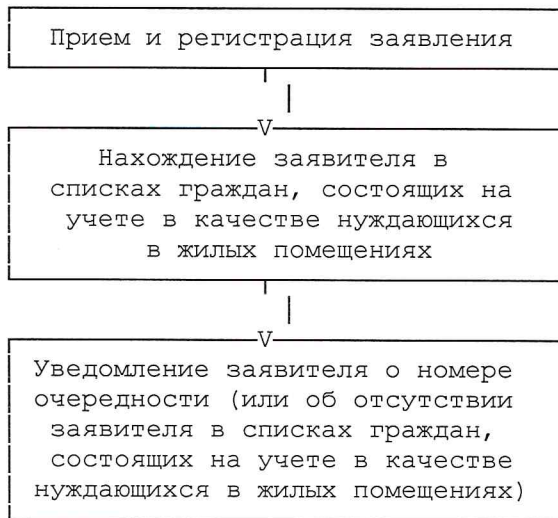 Прием и регистрация заявления
V
Нахождение заявителя в
списках граждан, состоящих на
учете в качестве нуждающихся
в жилых помещениях
V
Уведомление заявителя о номере
очередности (или об отсутствии
заявителя в списках граждан,
состоящих на учете в качестве
нуждающихся в жилых помещениях)